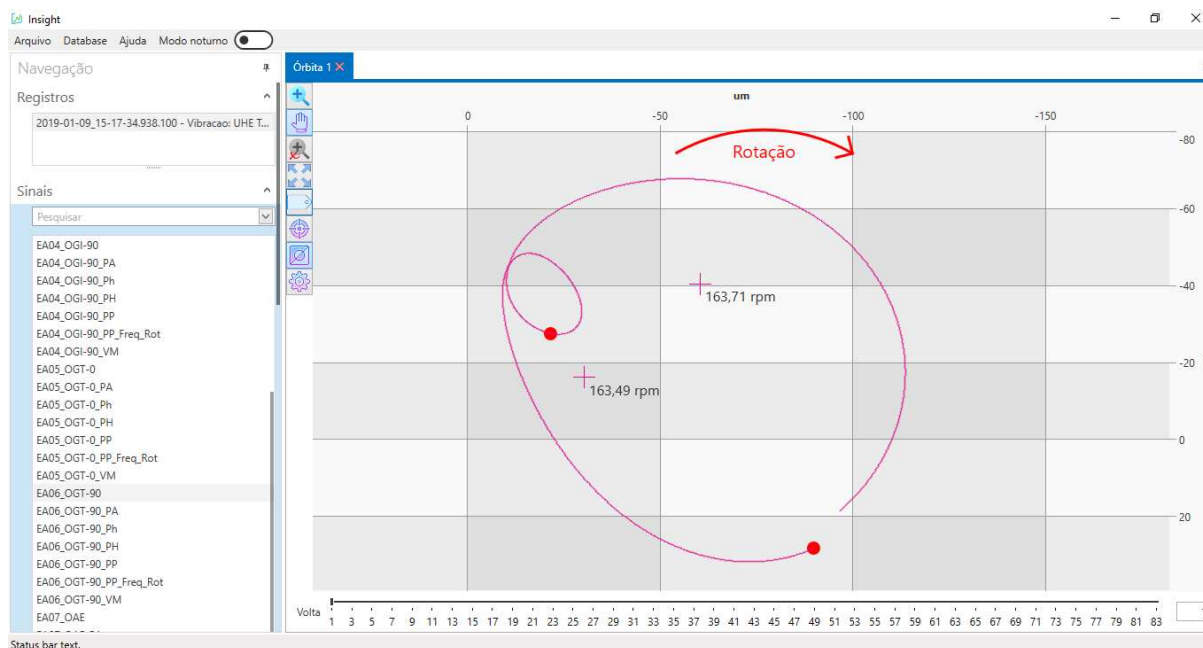 Insight
Arquivo Database Ajuda Modo noturno
Navegação
Registros
2019-01-09_15-17-34.938.100 - Vibracao: UHE T...
Sinais
Pesquisar
EA04_OGI-90
EA04_OGI-90_PA
EA04_OGI-90_Ph
EA04_OGI-90_PH
EA04_OGI-90_PP
EA04_OGI-90_PP_Freq_Rot
EA04_OGI-90_VM
EA05_OGT-0
EA05_OGT-0_PA
EA05_OGT-0_Ph
EA05_OGT-0_PH
EA05_OGT-0_PP
EA05_OGT-0_PP_Freq_Rot
EA05_OGT-0_VM
EA06_OGT-90
EA06_OGT-90_PA
EA06_OGT-90_Ph
EA06_OGT-90_PH
EA06_OGT-90_PP
EA06_OGT-90_PP_Freq_Rot
EA06_OGT-90_VM
EA07_OAE
Status bar text.
Órbita 1
um
0 -50 -100 -150
Rotação
163,71 rpm
163,49 rpm
-80
-60
-40
-20
0
20
Volta 1 3 5 7 9 11 13 15 17 19 21 23 25 27 29 31 33 35 37 39 41 43 45 47 49 51 53 55 57 59 61 63 65 67 69 71 73 75 77 79 81 83